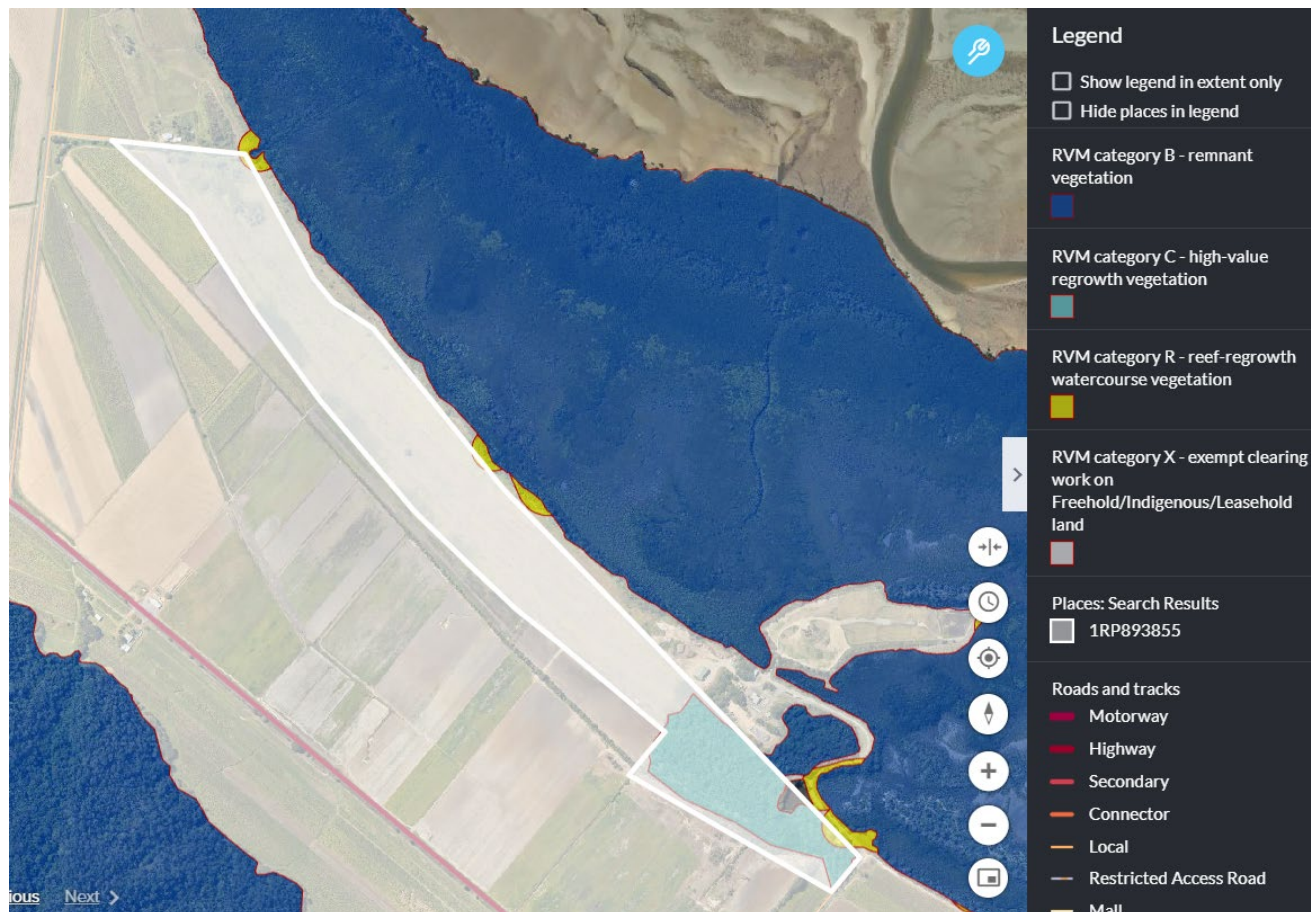 Legend
Show legend in extent only
Hide places in legend
RVM category B - remnant
vegetation
RVM category C - high-value
regrowth vegetation
RVM category R - reef-regrowth
watercourse vegetation
RVM category X - exempt clearing
work on
Freehold/Indigenous/Leasehold
land
Places: Search Results
1RP893855
Roads and tracks
Motorway
Highway
Secondary
Connector
Local
Restricted Access Road
Mall
ious Next >